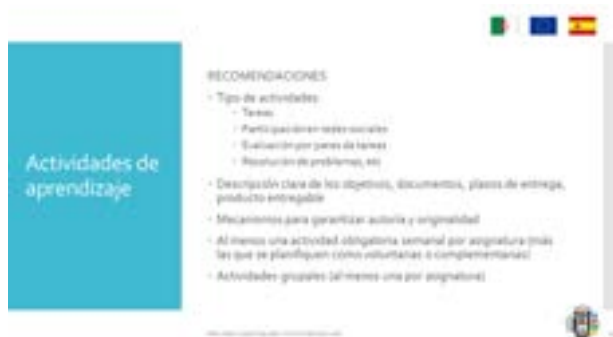 Actividades de
aprendizaje
RECOMENDACIONES
Tipo de actividades:
Tareas
Participación en redes sociales
Evaluación por pares de tareas
Resolución de problemas, etc
Descripción clara de los objetivos, documentos, plazos de entrega,
producto entregable
Mecanismos para garantizar autoría y originalidad
Al menos una actividad obligatoria semanal por asignatura (más
las que se planifiquen como voluntarias o complementarias)
Actividades grupales (al menos una por asignatura)